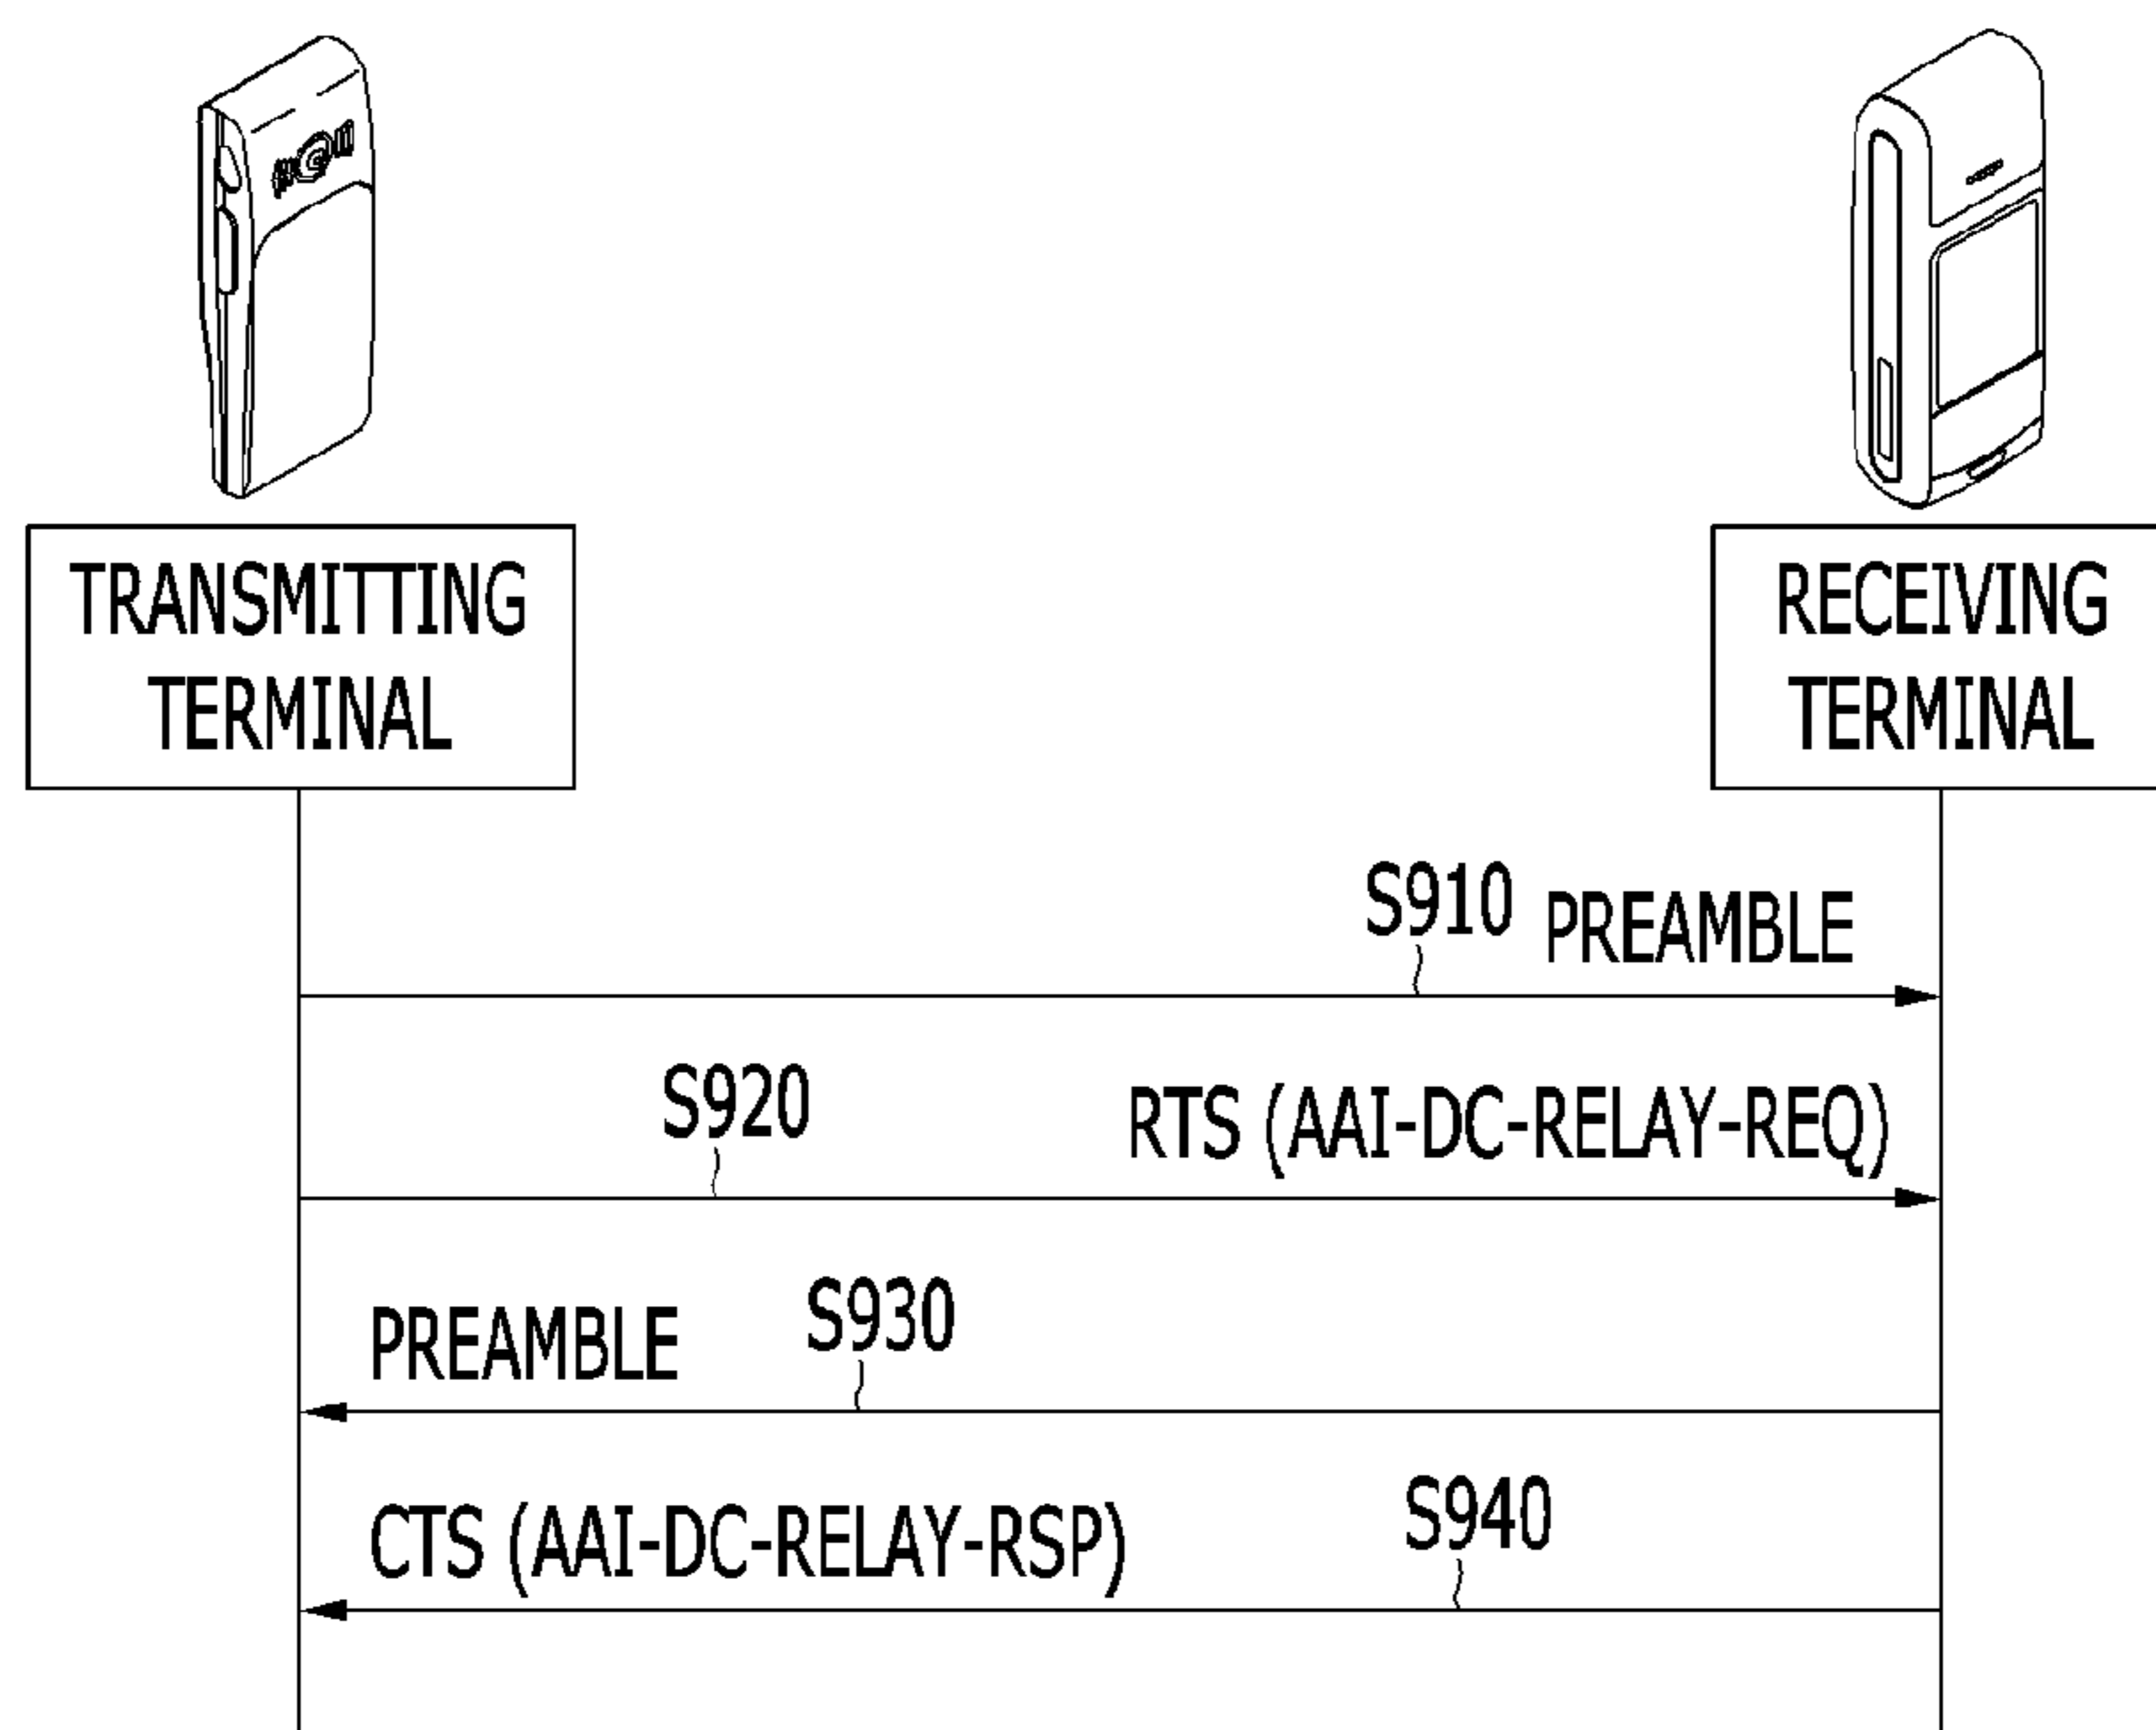 TRANSMITTING
TERMINAL
RECEIVING
TERMINAL
S910 PREAMBLE
S920 RTS (AAI-DC-RELAY-REQ)
PREAMBLE S930
CTS (AAI-DC-RELAY-RSP) S940